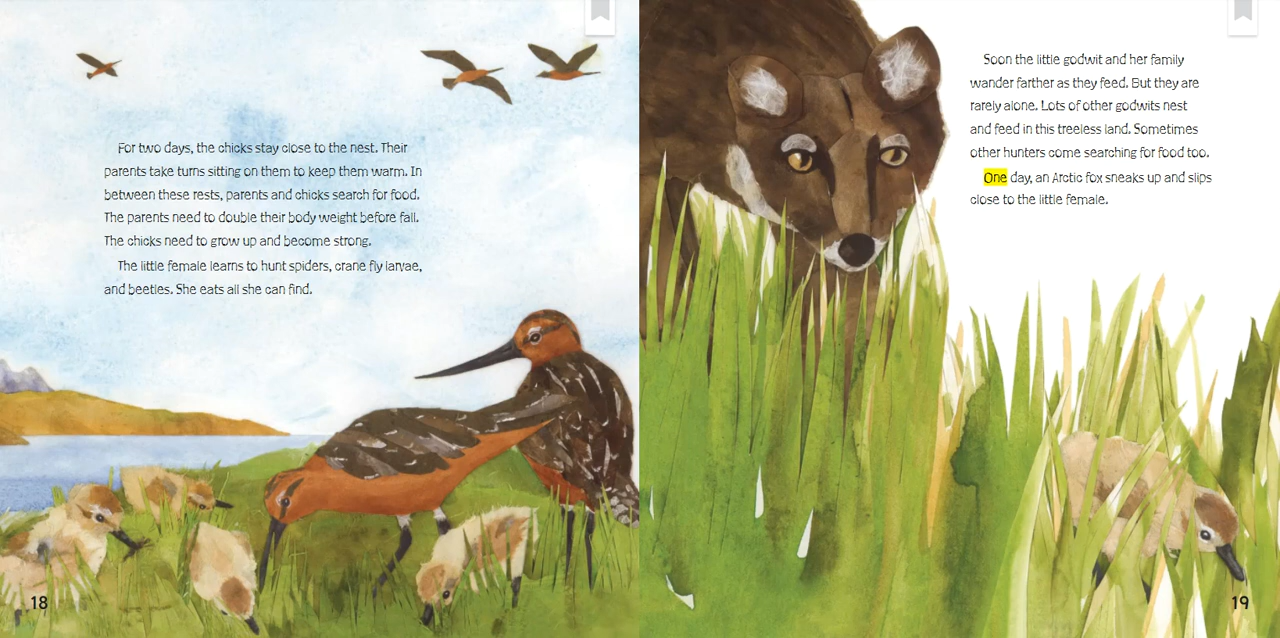 For two days, the chicks stay close to the nest. Their
parents take turns sitting on them to keep them warm. In
between these rests, parents and chicks search for food.
The parents need to double their body weight before fall.
The chicks need to grow up and become strong.
The little female learns to hunt spiders, crane fly larvae,
and beetles. She eats all she can find.
18
Soon the little godwit and her family
wander farther as they feed. But they are
rarely alone. Lots of other godwits nest
and feed in this treeless land. Sometimes
other hunters come searching for food too.
One day, an Arctic fox sneaks up and slips
close to the little female.
19